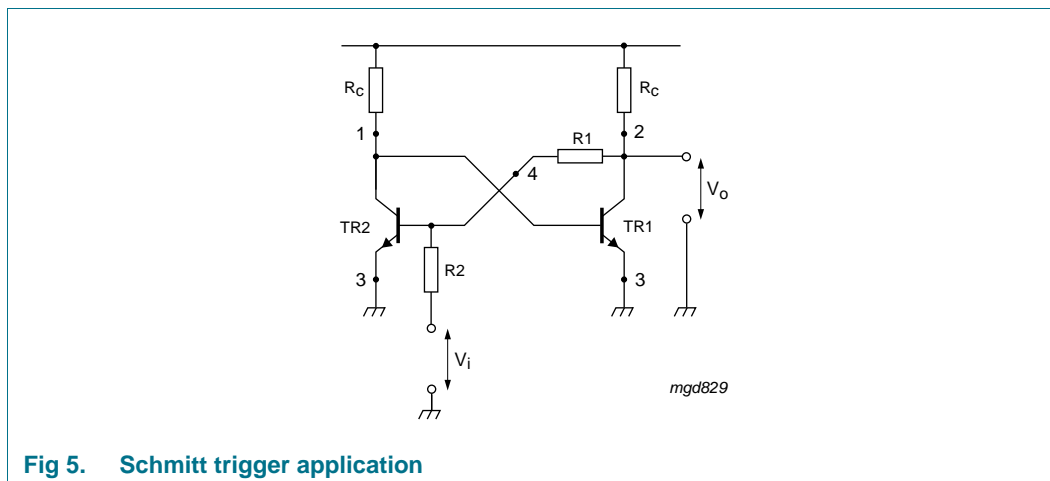 Rc Rc
1 R1 2
4
Vo
TR2 TR1
R2
3 3
Vi
mgd829
Fig 5. Schmitt trigger application